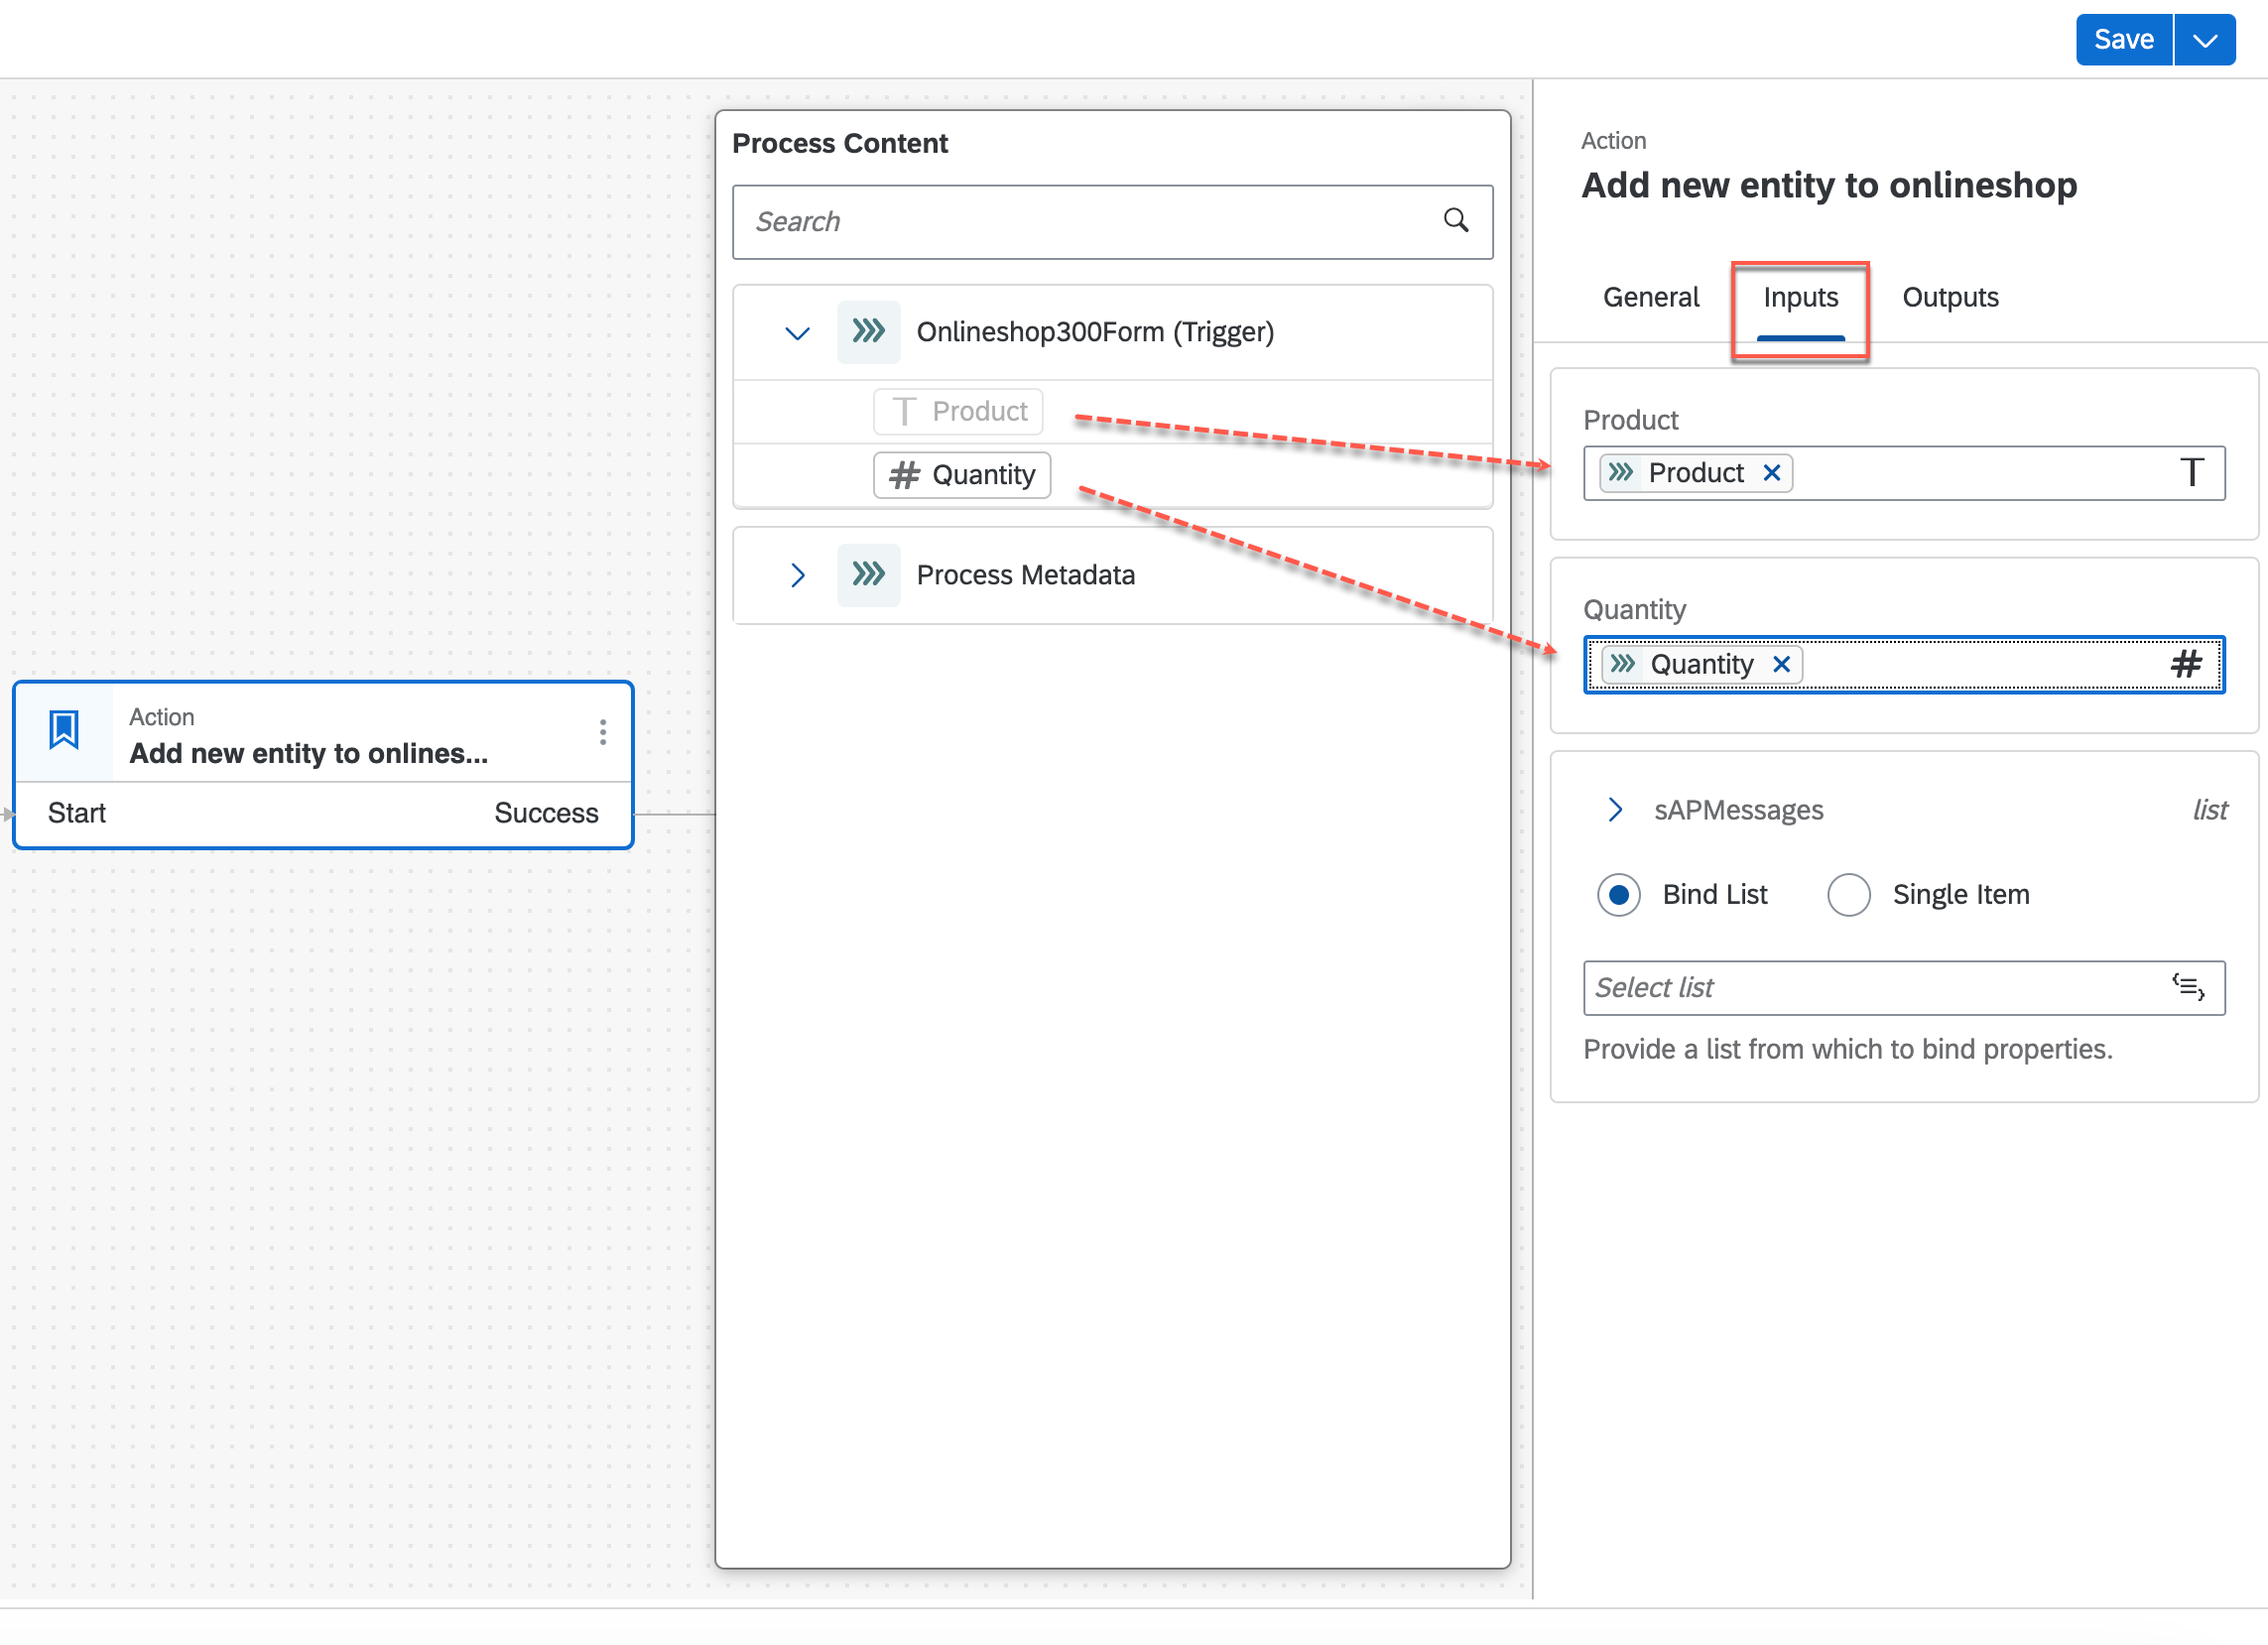 Save
Process Content
Search
Onlineshop300Form (Trigger)
T Product
# Quantity
Process Metadata
Action
Add new entity to onlines...
Start
Success
Action
Add new entity to onlineshop
General
Inputs
Outputs
Product
Product T
Quantity
Quantity #
sAPMessages
list
Bind List
Single Item
Select list
Provide a list from which to bind properties.